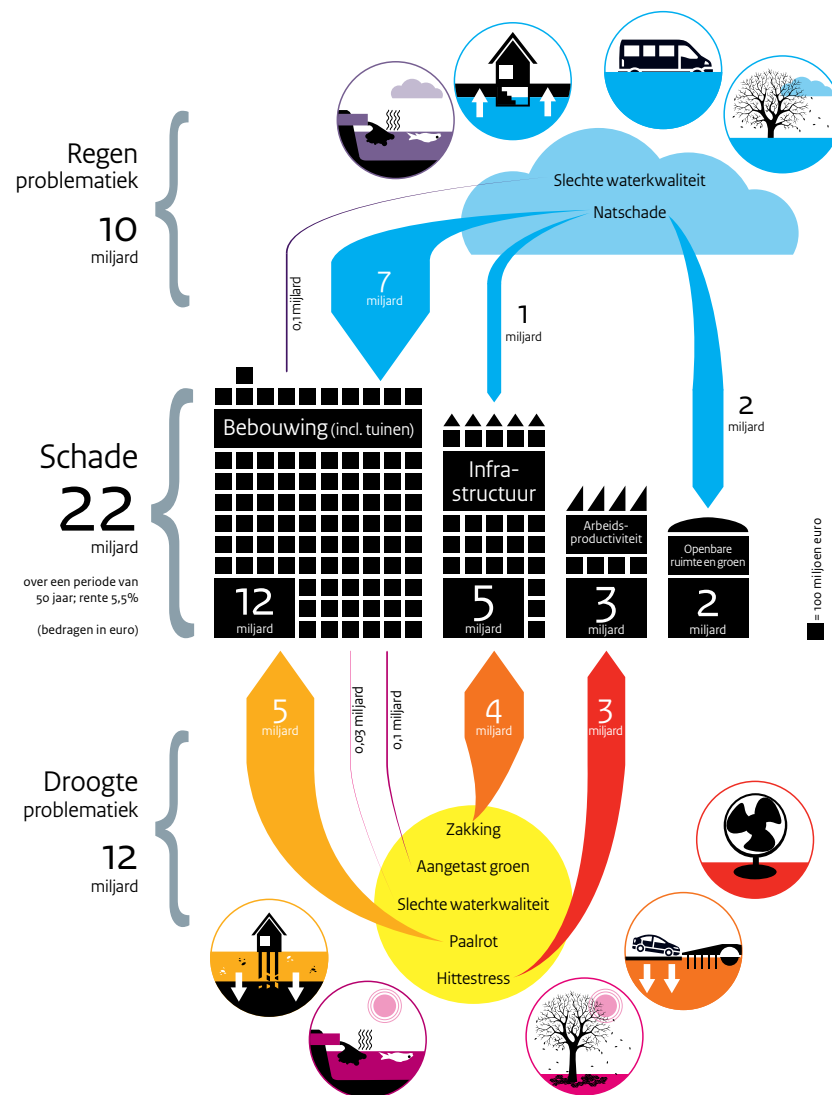 Regen
problematiek
10
miljard
Slechte waterkwaliteit
Natschade
0,1 miljard
7
miljard
1
miljard
2
miljard
Schade
22
miljard
over een periode van
50 jaar; rente 5,5%
(bedragen in euro)
Bebouwing (incl. tuinen)
12
miljard
Infra-
structuur
5
miljard
Arbeids-
productiviteit
3
miljard
Openbare
ruimte en groen
2
miljard
= 100 miljoen euro
Droogte
problematiek
12
miljard
5
miljard
0,03 miljard
0,1 miljard
4
miljard
3
miljard
Zakking
Aangetast groen
Slechte waterkwaliteit
Paalrot
Hittestress